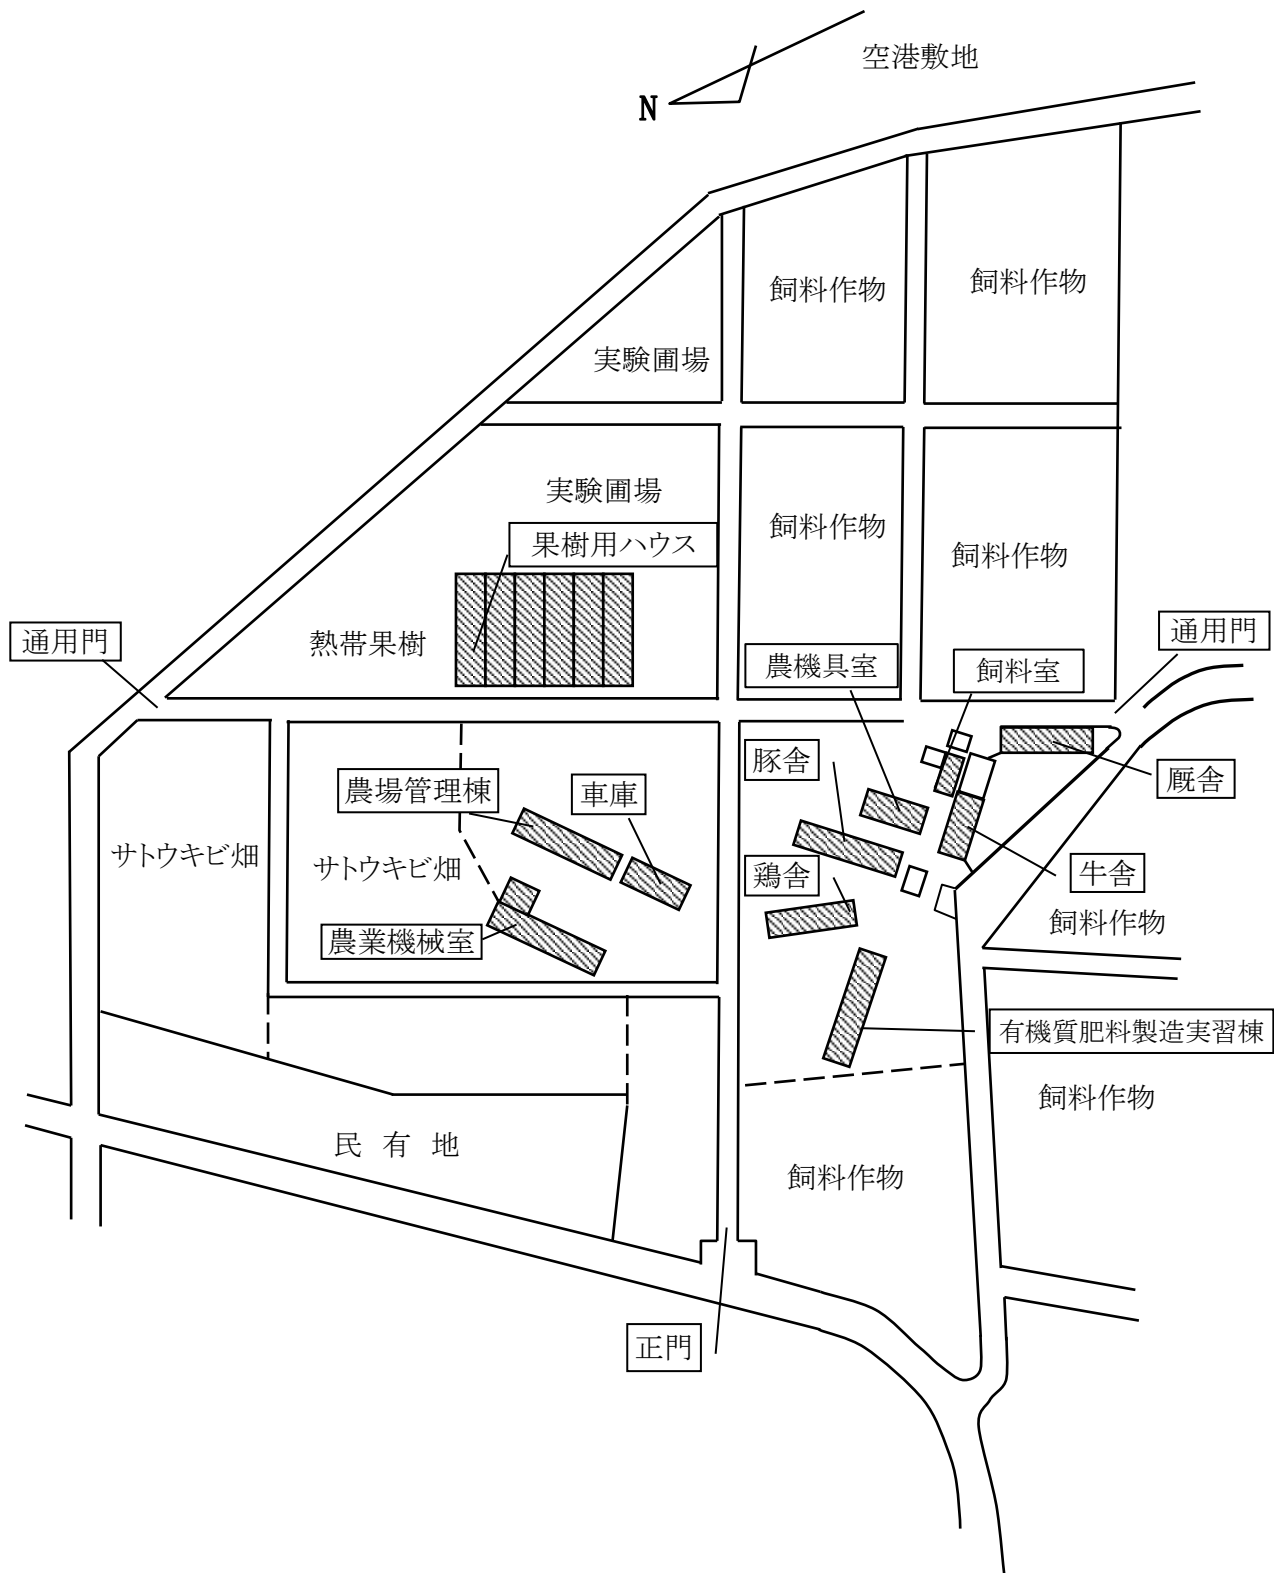 空港敷地
N
飼料作物
飼料作物
実験圃場
実験圃場
飼料作物
果樹用ハウス
飼料作物
通用門
熱帯果樹
通用門
農機具室
飼料室
豚舎
厩舎
農場管理棟
車庫
サトウキビ畑
サトウキビ畑
鶏舎
牛舎
飼料作物
農業機械室
有機質肥料製造実習棟
飼料作物
民 有 地
飼料作物
正門